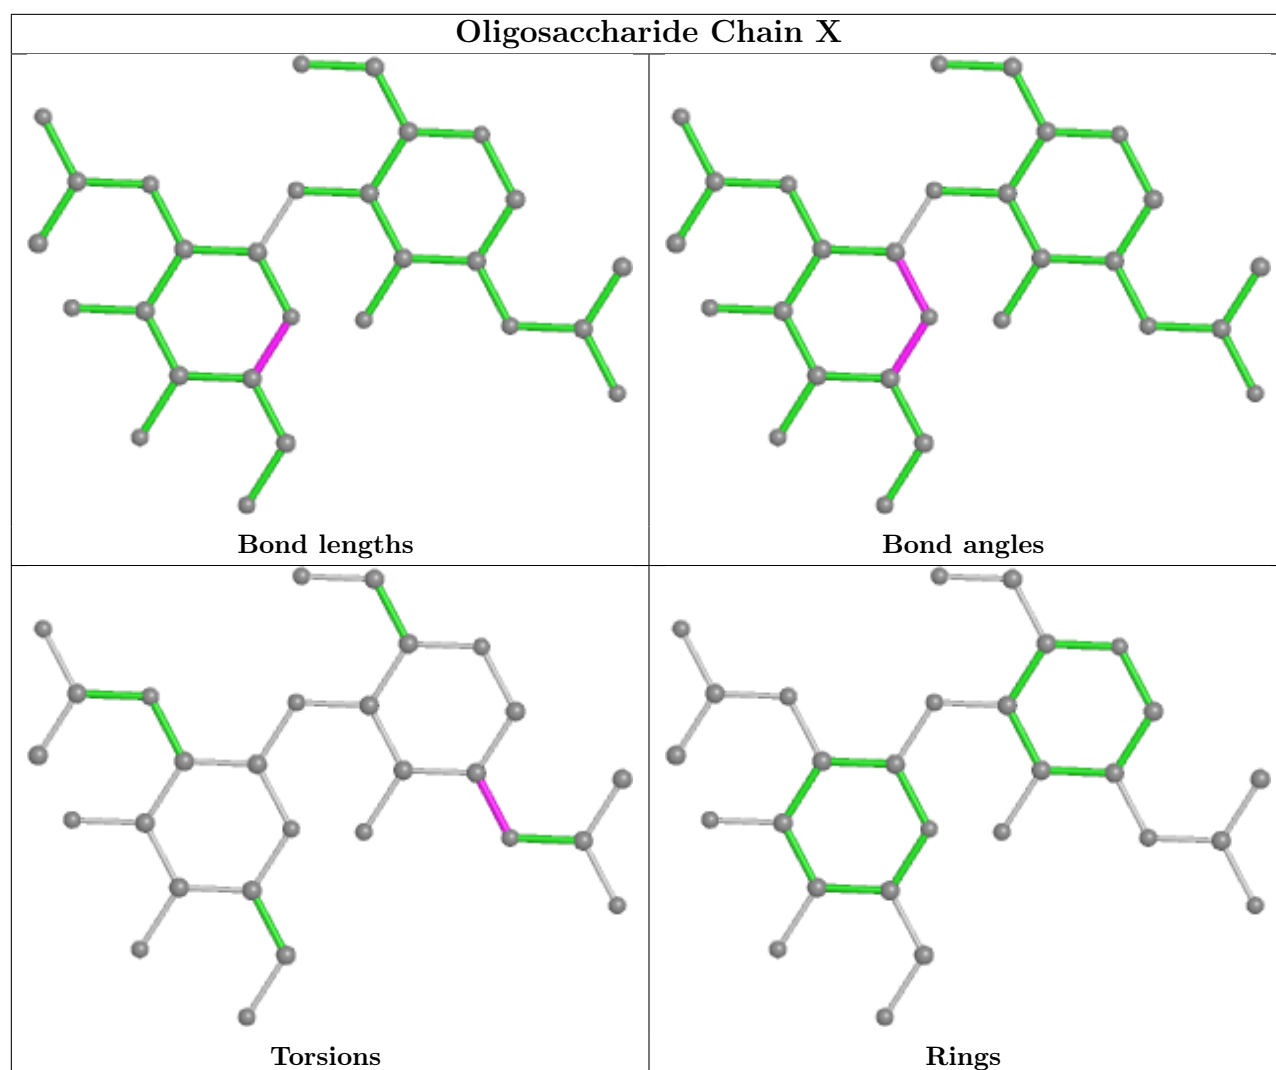 Oligosaccharide Chain X
Bond lengths
Bond angles
Torsions
Rings